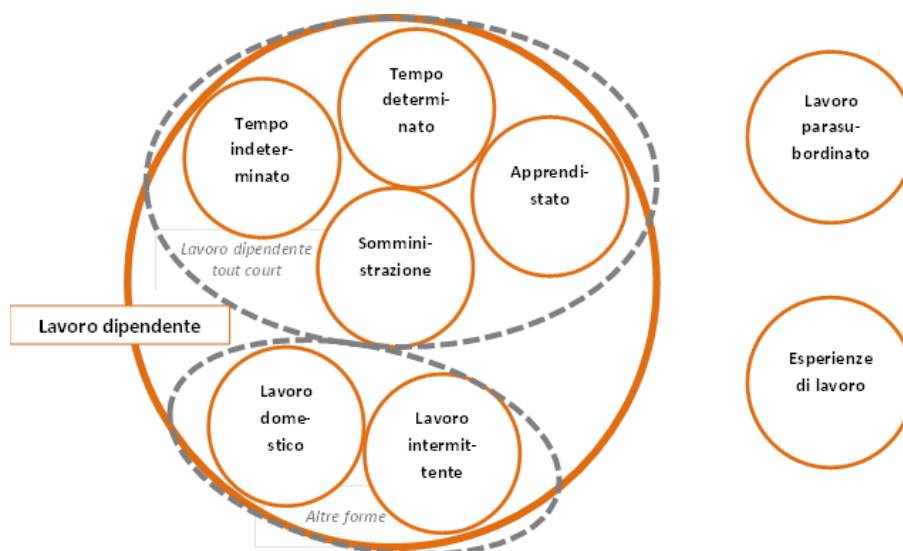 Tempo
determi-
nato
Tempo
indeter-
minato
Apprendi-
stato
Sommini-
strazione
Lavoro dipendente
tout court
Lavoro dipendente
Lavoro
dome-
stico
Lavoro
intermit-
tente
Altre forme
Lavoro
parasu-
bordinato
Esperienze
di lavoro